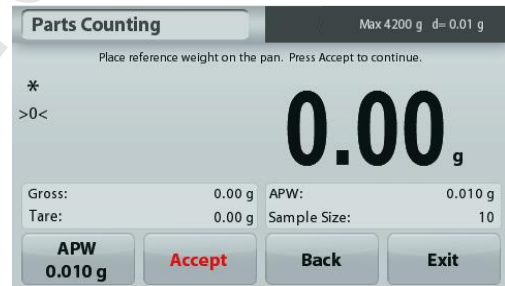 Parts Counting
Max 4200 g d= 0.01 g
Place reference weight on the pan. Press Accept to continue.
*
>0<
0.00 g
Gross: 0.00 g APW: 0.010 g
Tare: 0.00 g Sample Size: 10
APW
0.010 g
Accept
Back
Exit